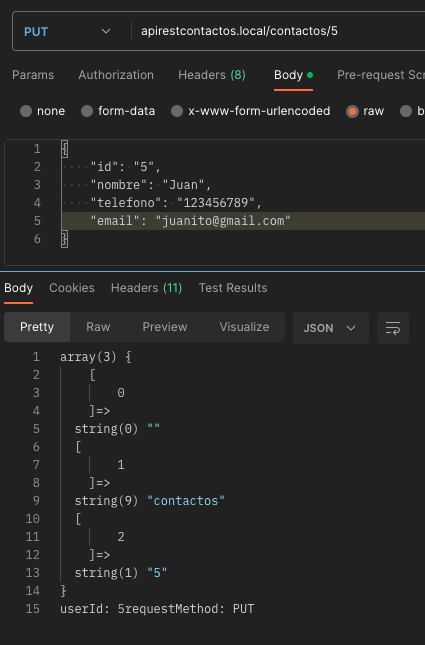 PUT apirestcontactos.local/contactos/5
Params Authorization Headers (8) Body Pre-request Scr
none form-data x-www-form-urlencoded raw b
1 {
2 "id": "5",
3 "nombre": "Juan",
4 "telefono": "123456789",
5 "email": "juanito@gmail.com"
6 }
Body Cookies Headers (11) Test Results
Pretty Raw Preview Visualize JSON
1 array(3) {
2 [
3 0
4 ]=>
5 string(0) ""
6 [
7 1
8 ]=>
9 string(9) "contactos"
10 [
11 2
12 ]=>
13 string(1) "5"
14 }
15 userId: 5requestMethod: PUT